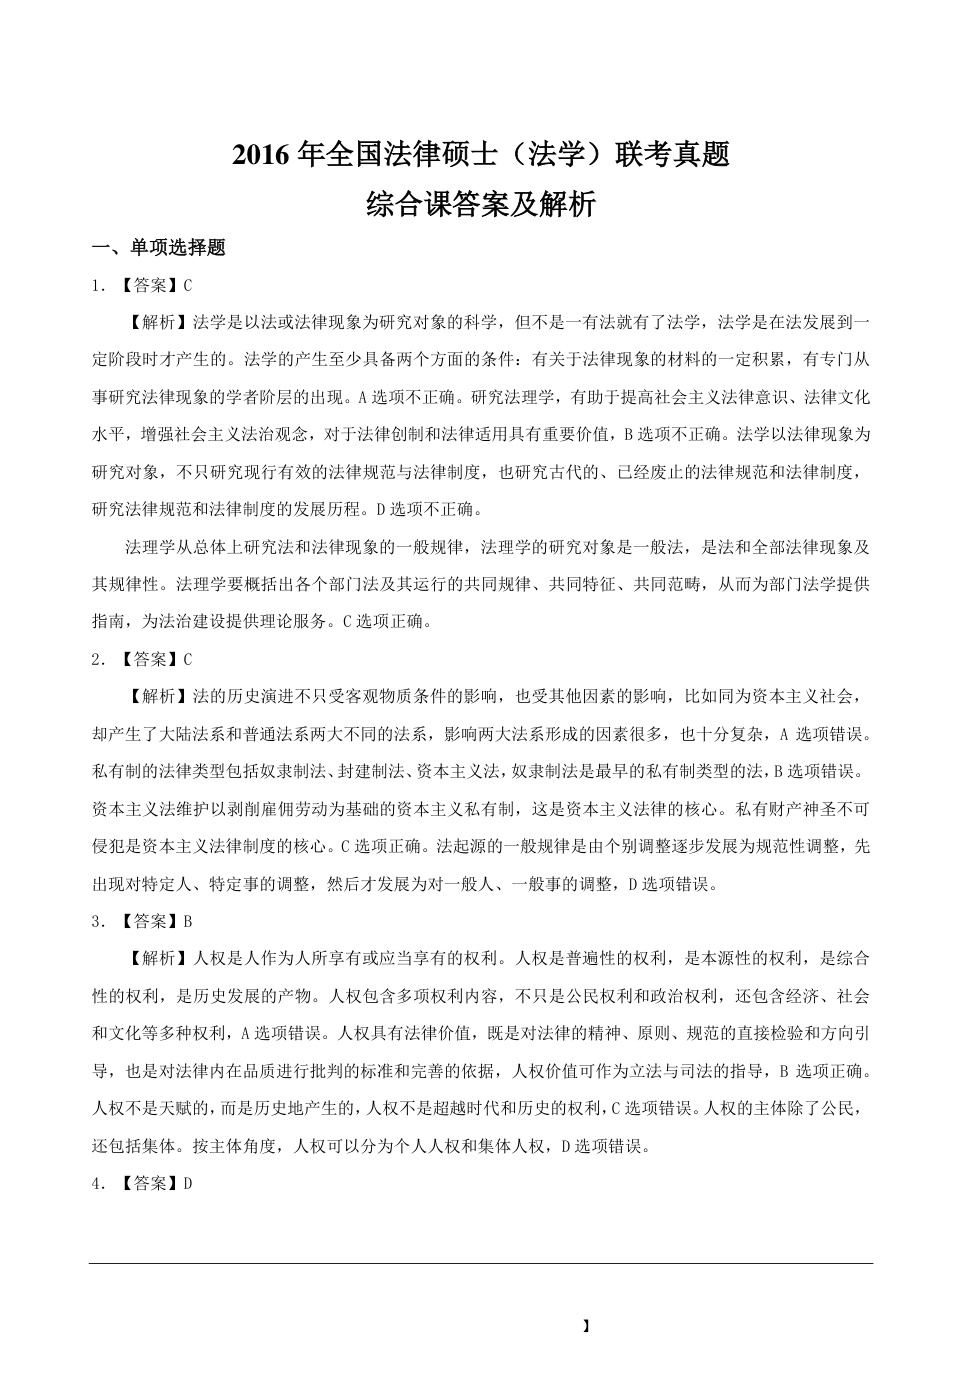 2016 年全国法律硕士（法学）联考真题
综合课答案及解析
一、单项选择题
1. 【答案】C
【解析】法学是以法或法律现象为研究对象的科学，但不是一有法就有了法学，法学是在法发展到一
定阶段时才产生的。法学的产生至少具备两个方面的条件：有关于法律现象的材料的一定积累，有专门从
事研究法律现象的学者阶层的出现。A 选项不正确。研究法理学，有助于提高社会主义法律意识、法律文化
水平，增强社会主义法治观念，对于法律创制和法律适用具有重要价值，B 选项不正确。法学以法律现象为
研究对象，不只研究现行有效的法律规范与法律制度，也研究古代的、已经废止的法律规范和法律制度，
研究法律规范和法律制度的发展历程。D 选项不正确。
法理学从总体上研究法和法律现象的一般规律，法理学的研究对象是一般法，是法和全部法律现象及
其规律性。法理学要概括出各个部门法及其运行的共同规律、共同特征、共同范畴，从而为部门法学提供
指南，为法治建设提供理论服务。C 选项正确。
2. 【答案】C
【解析】法的历史演进不只受客观物质条件的影响，也受其他因素的影响，比如同为资本主义社会，
却产生了大陆法系和普通法系两大不同的法系，影响两大法系形成的因素很多，也十分复杂，A 选项错误。
私有制的法律类型包括奴隶制法、封建制法、资本主义法，奴隶制法是最早的私有制类型的法，B 选项错误。
资本主义法维护以剥削雇佣劳动为基础的资本主义私有制，这是资本主义法律的核心。私有财产神圣不可
侵犯是资本主义法律制度的核心。C 选项正确。法起源的一般规律是由个别调整逐步发展为规范性调整，先
出现对特定人、特定事的调整，然后才发展为对一般人、一般事的调整，D 选项错误。
3. 【答案】B
【解析】人权是人作为人所享有或应当享有的权利。人权是普遍性的权利，是本源性的权利，是综合
性的权利，是历史发展的产物。人权包含多项权利内容，不只是公民权利和政治权利，还包含经济、社会
和文化等多种权利，A 选项错误。人权具有法律价值，既是对法律的精神、原则、规范的直接检验和方向引
导，也是对法律内在品质进行批判的标准和完善的依据，人权价值可作为立法与司法的指导，B 选项正确。
人权不是天赋的，而是历史地产生的，人权不是超越时代和历史的权利，C 选项错误。人权的主体除了公民，
还包括集体。按主体角度，人权可以分为个人人权和集体人权，D 选项错误。
4. 【答案】D
】